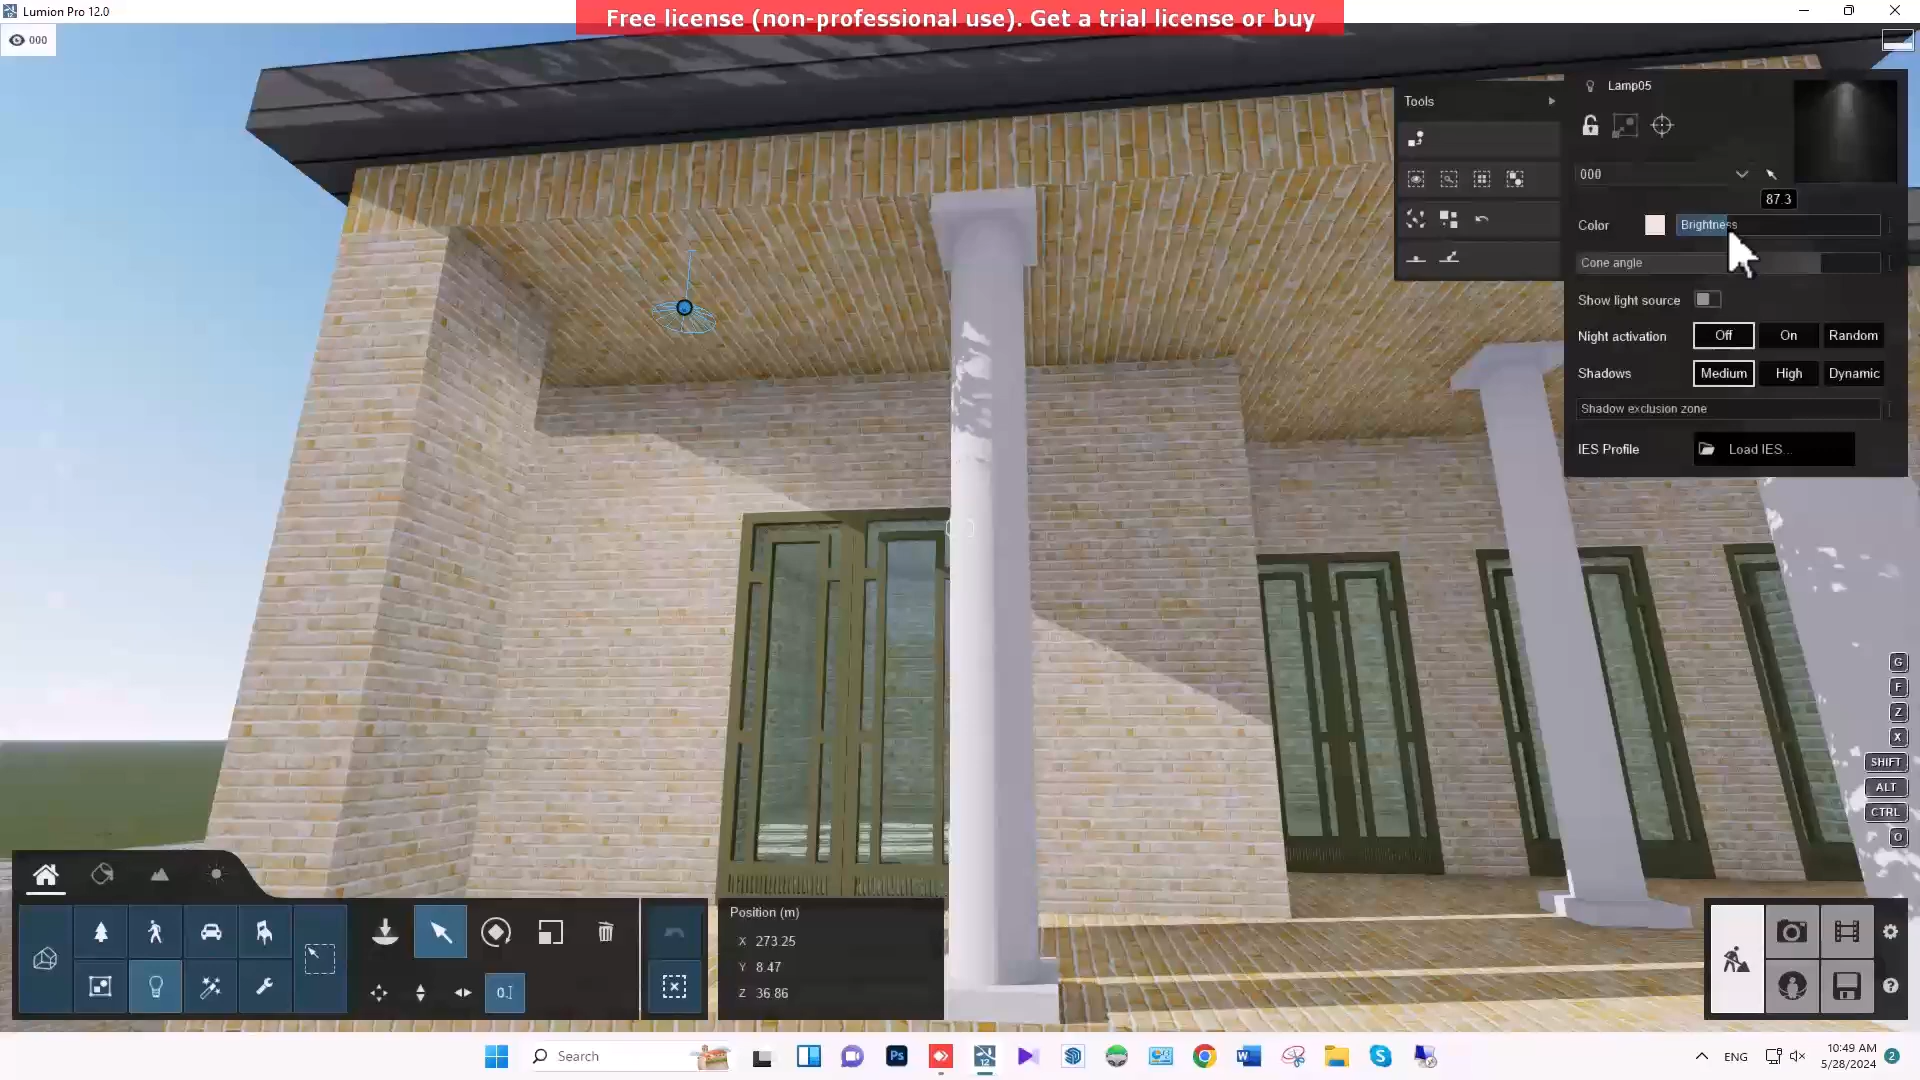 Lumion Pro 12.0
Free license (non-professional use). Get a trial license or buy
000
Tools
Lamp05
000
87.3
Color
Brightness
Cone angle
Show light source
Night activation
Off
On
Random
Shadows
Medium
High
Dynamic
Shadow exclusion zone
IES Profile
Load IES...
G
F
Z
X
SHIFT
ALT
CTRL
O
Position (m)
X 273.25
Y 8.47
Z 36.86
Search
Ps
12
ENG
10:49 AM
5/28/2024
2